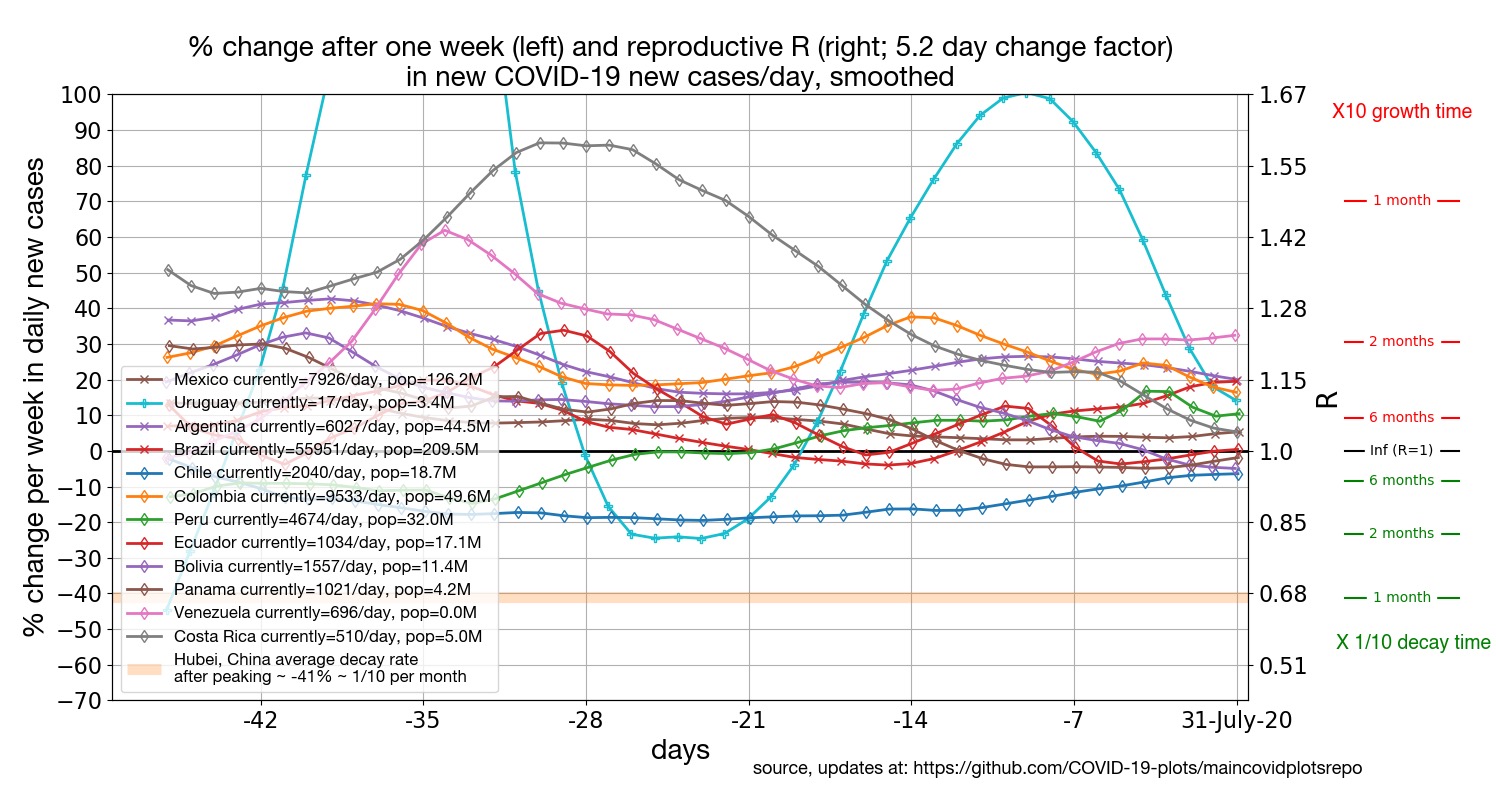 % change after one week (left) and reproductive R (right; 5.2 day change factor)
in new COVID-19 new cases/day, smoothed
% change per week in daily new cases
100
90
80
70
60
50
40
30
20
10
0
−10
−20
−30
−40
−50
−60
−70
Mexico currently=7926/day, pop=126.2M
Uruguay currently=17/day, pop=3.4M
Argentina currently=6027/day, pop=44.5M
Brazil currently=55951/day, pop=209.5M
Chile currently=2040/day, pop=18.7M
Colombia currently=9533/day, pop=49.6M
Peru currently=4674/day, pop=32.0M
Ecuador currently=1034/day, pop=17.1M
Bolivia currently=1557/day, pop=11.4M
Panama currently=1021/day, pop=4.2M
Venezuela currently=696/day, pop=0.0M
Costa Rica currently=510/day, pop=5.0M
Hubei, China average decay rate
after peaking ~ -41% ~ 1/10 per month
-42
-35
-28
-21
-14
-7
31-July-20
days
1.67
1.55
1.42
1.28
1.15
1.0
0.85
0.68
0.51
R
X10 growth time
1 month
2 months
6 months
Inf (R=1)
6 months
2 months
1 month
X 1/10 decay time
source, updates at: https://github.com/COVID-19-plots/maincovidplotsrepo